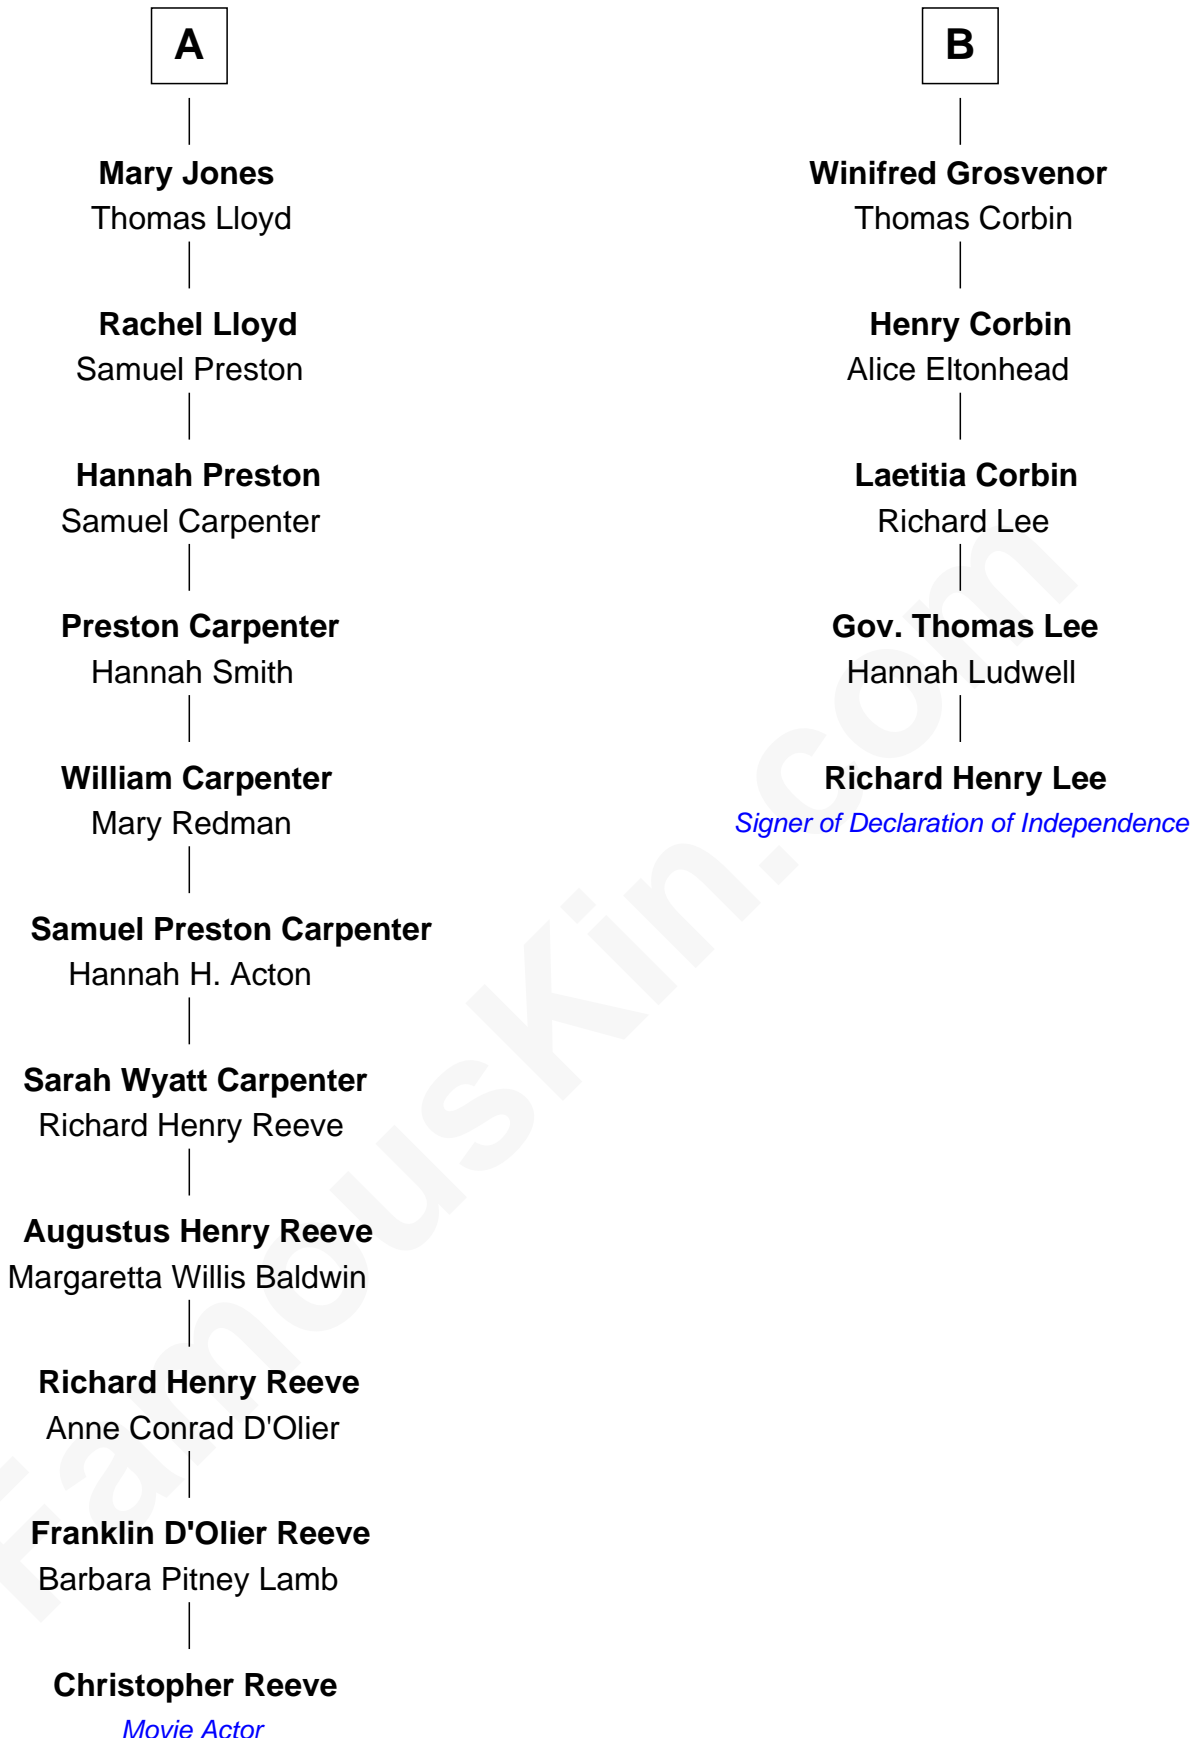 A
Mary Jones
Thomas Lloyd
Rachel Lloyd
Samuel Preston
Hannah Preston
Samuel Carpenter
Preston Carpenter
Hannah Smith
William Carpenter
Mary Redman
Samuel Preston Carpenter
Hannah H. Acton
Sarah Wyatt Carpenter
Richard Henry Reeve
Augustus Henry Reeve
Margaretta Willis Baldwin
Richard Henry Reeve
Anne Conrad D'Olier
Franklin D'Olier Reeve
Barbara Pitney Lamb
Christopher Reeve
Movie Actor
B
Winifred Grosvenor
Thomas Corbin
Henry Corbin
Alice Eltonhead
Laetitia Corbin
Richard Lee
Gov. Thomas Lee
Hannah Ludwell
Richard Henry Lee
Signer of Declaration of Independence
FamousKin.com